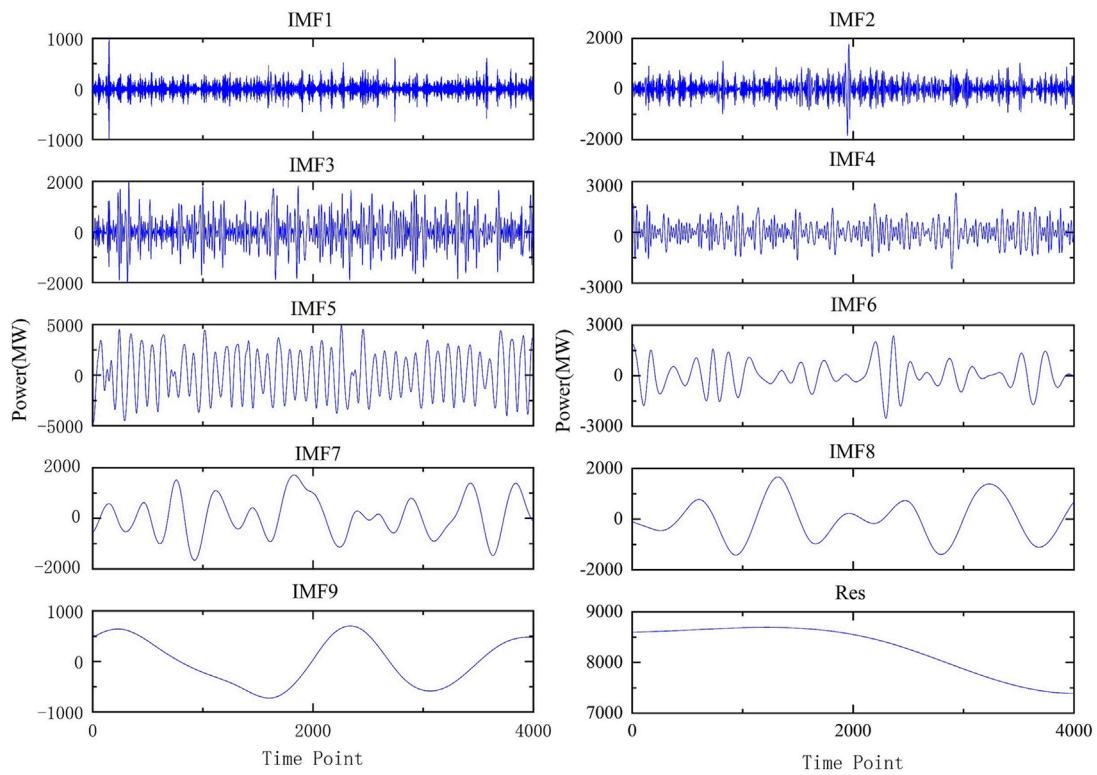 IMF1
IMF2
1000
0
−1000
2000
0
-2000
IMF3
IMF4
2000
0
−2000
3000
0
-3000
IMF5
IMF6
5000
0
-5000
3000
0
-3000
Power(MW)
Power(MW)
IMF7
IMF8
2000
0
−2000
2000
0
-2000
IMF9
Res
1000
0
−1000
9000
8000
7000
0
2000
4000
0
2000
4000
Time Point
Time Point